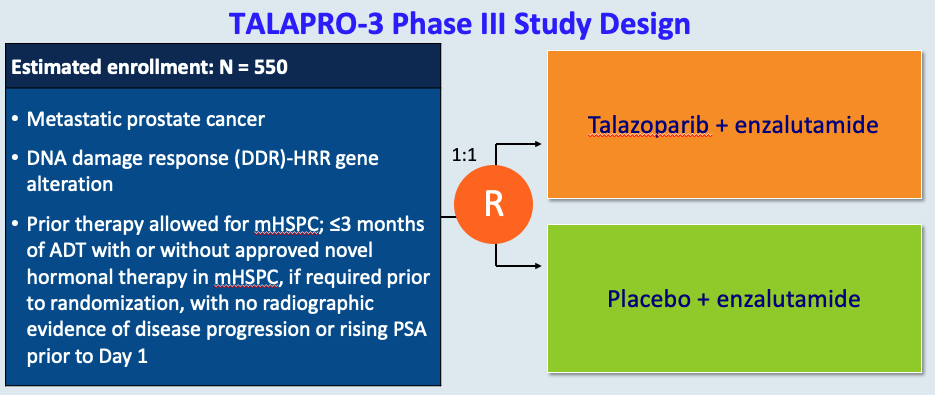 TALAPRO-3 Phase III Study Design
Estimated enrollment: N = 550
• Metastatic prostate cancer
• DNA damage response (DDR)-HRR gene
alteration
• Prior therapy allowed for mHSPC; ≤3 months
of ADT with or without approved novel
hormonal therapy in mHSPC, if required prior
to randomization, with no radiographic
evidence of disease progression or rising PSA
prior to Day 1
1:1
R
Talazoparib + enzalutamide
Placebo + enzalutamide